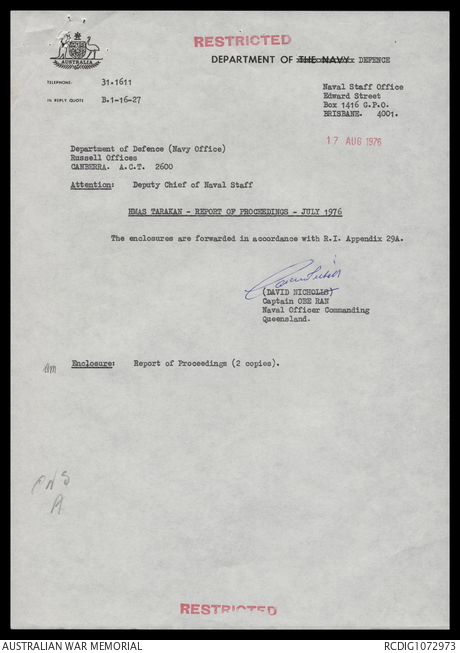 RESTRICTED
AUSTRALIA
DEPARTMENT OF THE NAVY DEFENCE
TELEPHONE: 31.1611
IN REPLY QUOTE B.1-16-27
Naval Staff Office
Edward Street
Box 1416 G.P.O.
BRISBANE. 4001.
17 AUG 1976
Department of Defence (Navy Office)
Russell Offices
CANBERRA. A.C.T. 2600
Attention: Deputy Chief of Naval Staff
HMAS TARAKAN - REPORT OF PROCEEDINGS - JULY 1976
The enclosures are forwarded in accordance with R.I. Appendix 29A.
(DAVID NICHOLLS)
Captain OBE RAN
Naval Officer Commanding
Queensland.
Enclosure: Report of Proceedings (2 copies).
RESTRICTED
AUSTRALIAN WAR MEMORIAL
RCDIG1072973